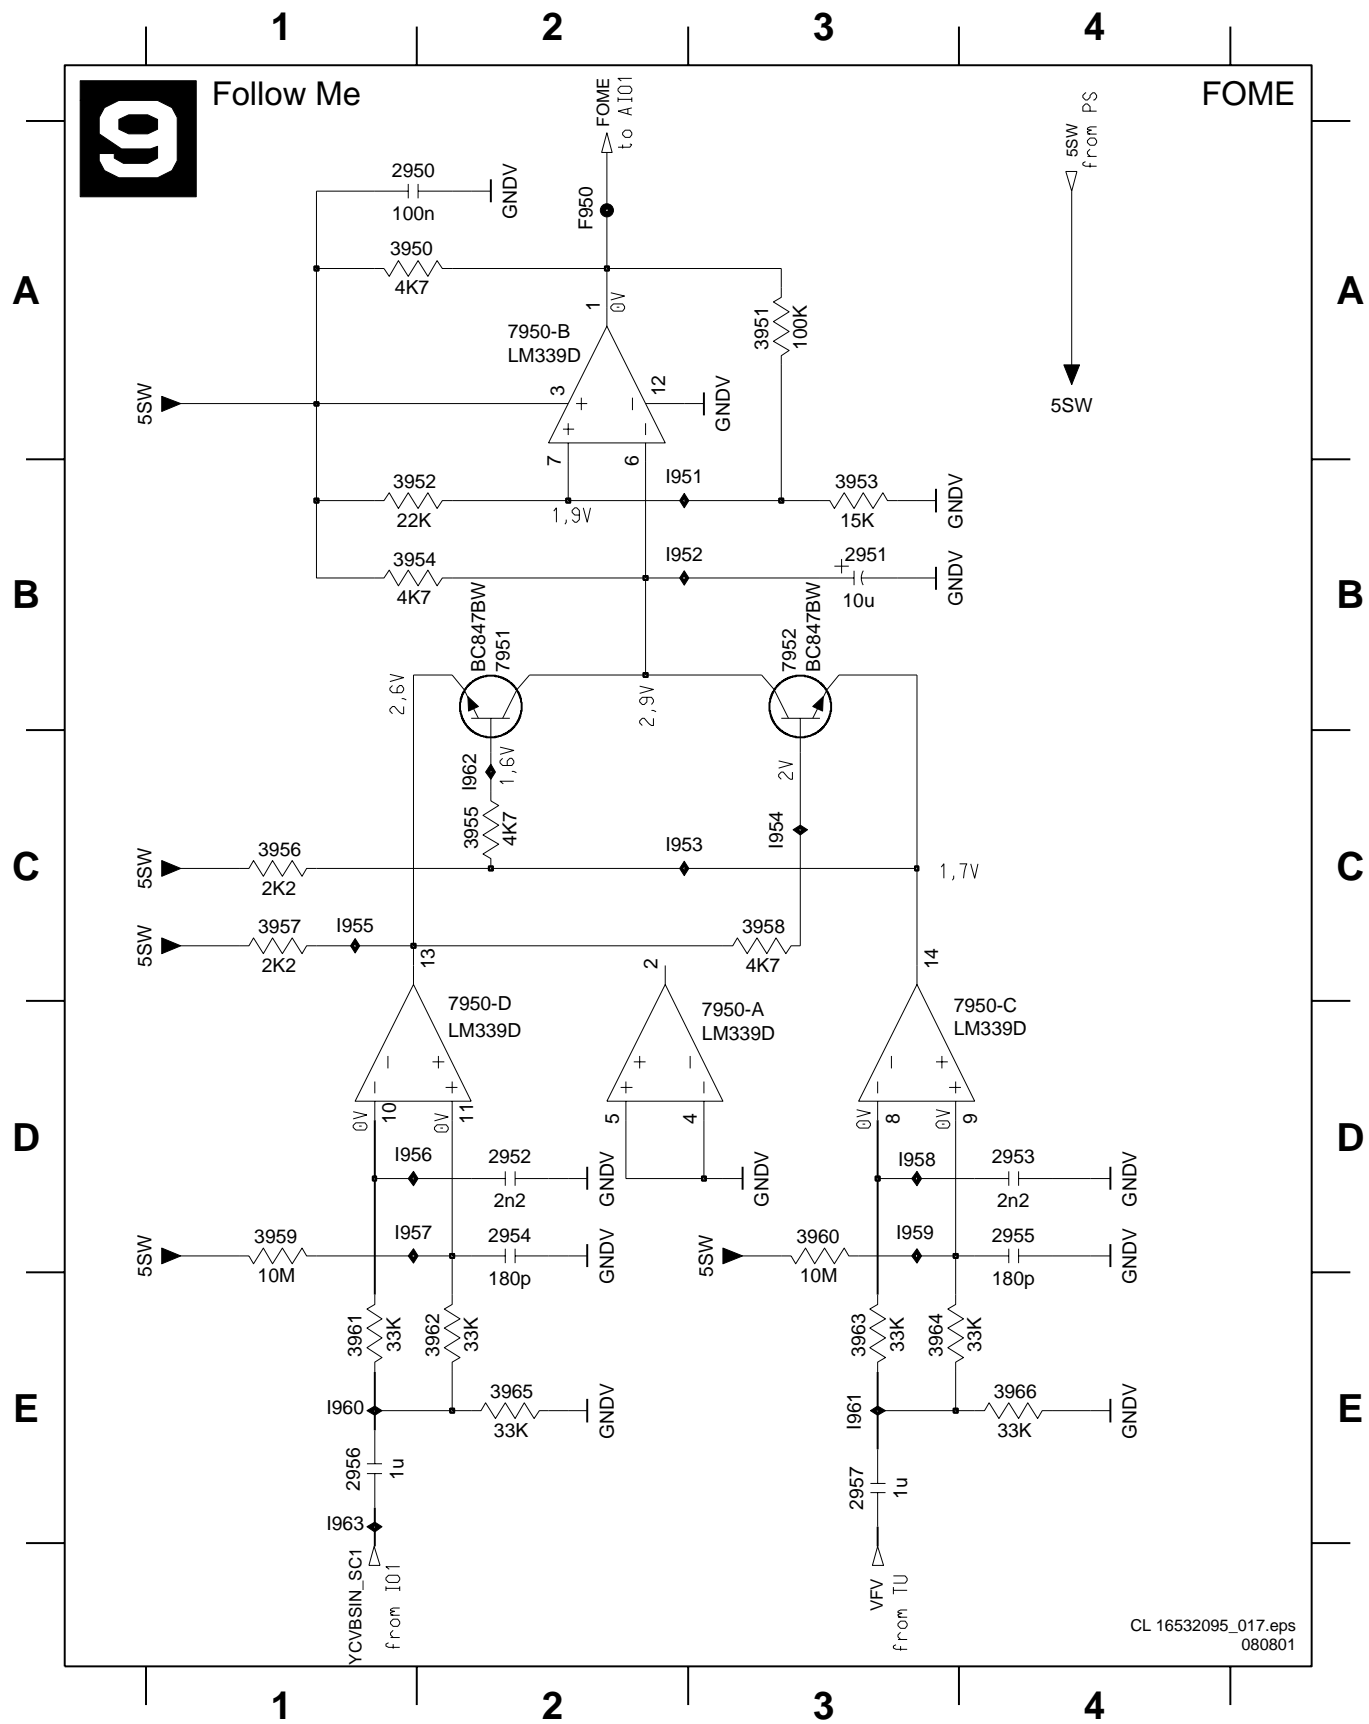 1 2 3 4
9 Follow Me FOME
FOME
to AIO1
5SW
from PS
2950
100n
GNDV
F950
3950
4K7
A A
1
0V
3951
100K
7950-B
LM339D
5SW
3
12
GNDV
5SW
+ −
+ −
7
6
3952
22K
1,9V
I951
3953
15K
GNDV
3954
4K7
I952
+
2951
10u
GNDV
B B
BC847BW
7951
7952
BC847BW
2,6V
2,9V
I962
1,6V
2V
3955
4K7
I954
5SW
3956
2K2
I953
1,7V
C C
5SW
3957
2K2
I955
3958
4K7
13
2
14
7950-D
LM339D
7950-A
LM339D
7950-C
LM339D
− +
− +
+ −
+ −
− +
− +
0V
10
0V
11
5
4
0V
8
0V
9
D D
I956
2952
2n2
GNDV
GNDV
I958
2953
2n2
GNDV
5SW
3959
10M
I957
2954
180p
GNDV
5SW
3960
10M
I959
2955
180p
GNDV
3961
33K
3962
33K
3963
33K
3964
33K
E E
I960
3965
33K
GNDV
I961
3966
33K
GNDV
2956
1u
2957
1u
I963
YCVBSIN_SC1
from IO1
VFV
from TU
CL 16532095_017.eps
080801
1 2 3 4